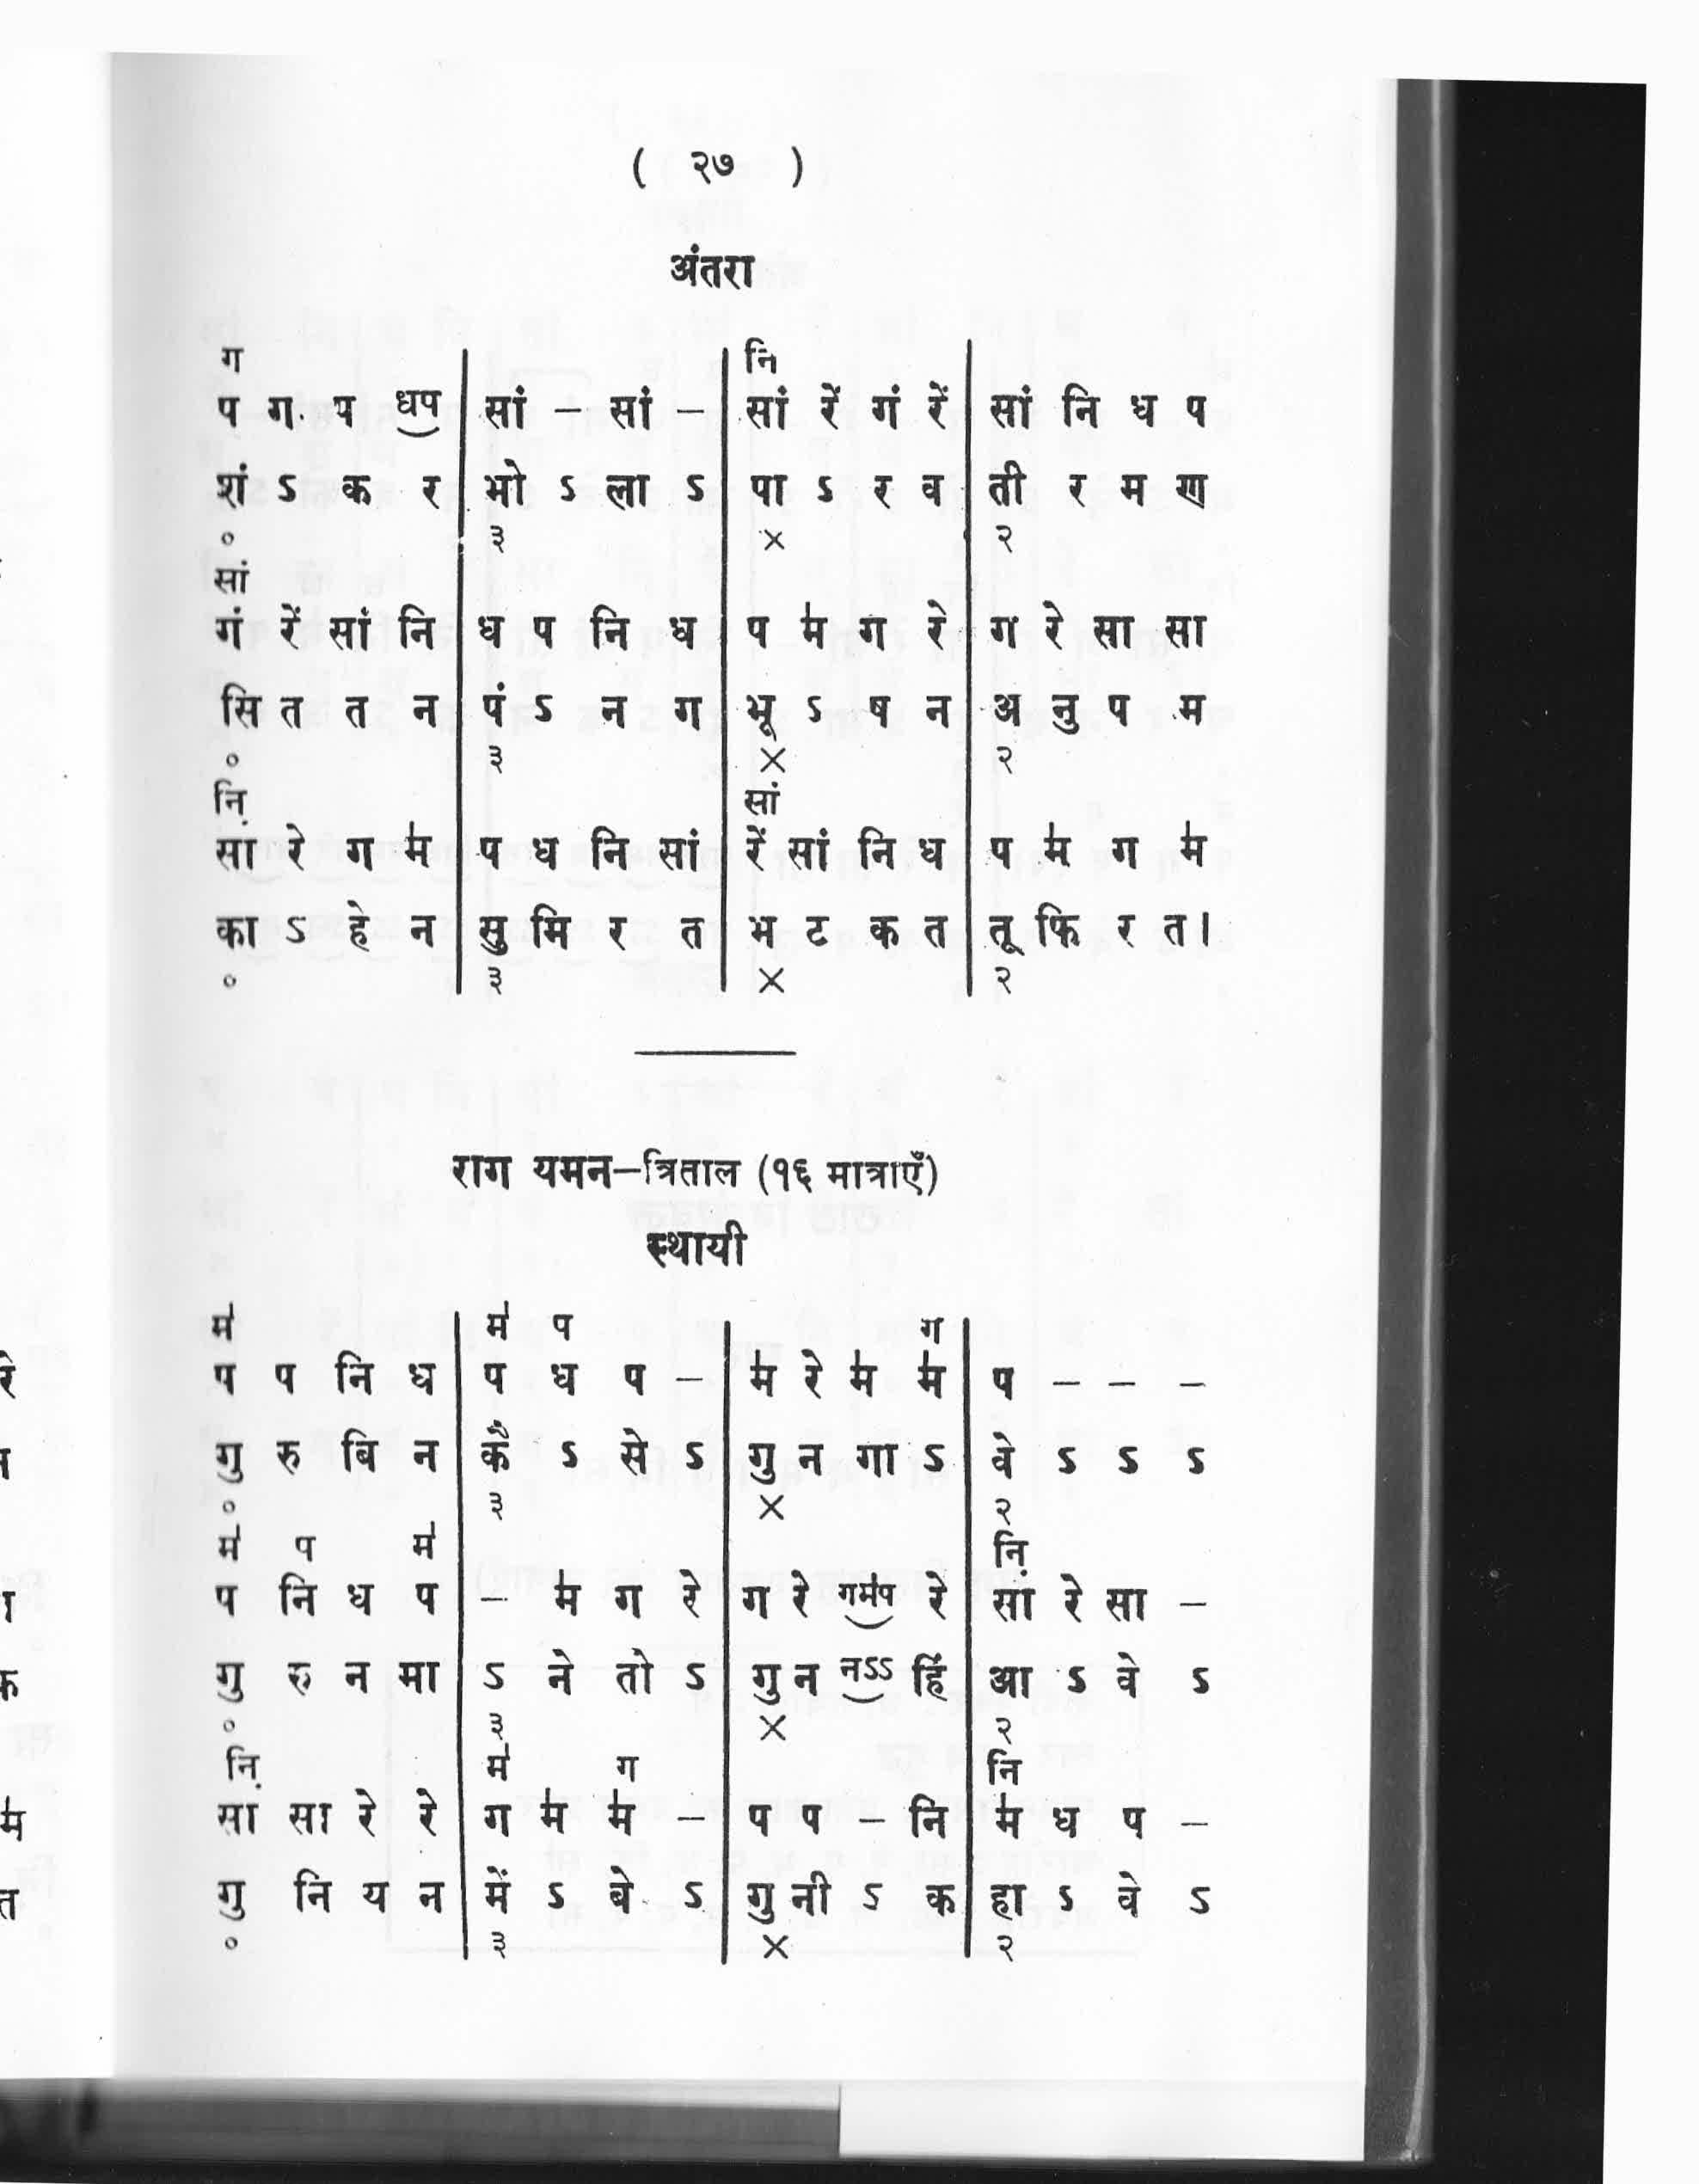 ( २७ )
अंतरा
ग नि
प ग प धप | सां – सां – | सां रें गं रें | सां नि ध प
शं ऽ क र | भो ऽ ला ऽ | पा ऽ र व | ती र म ण
० ३ × २
सां
गं रें सां नि | ध प नि ध | प म॑ ग रे | ग रे सा सा
सि त त न | पं ऽ न ग | भू ऽ ष न | अ नु प म
० ३ × २
नि़ सां
सा रे ग म॑ | प ध नि सां | रें सां नि ध | प म॑ ग म॑
का ऽ हे न | सु मि र त | भ ट क त | तू फि र त।
० ३ × २
राग यमन–त्रिताल (१६ मात्राएँ)
स्थायी
म॑ म॑ प ग
प प नि ध | प ध प – | म॑ रे म॑ म॑ | प – – –
गु रु बि न | कै ऽ से ऽ | गु न गा ऽ | वे ऽ ऽ ऽ
० ३ × २
म॑ प म॑ नि
प नि ध प | – म॑ ग रे | ग रे गम॑प रे | सा रे सा –
गु रु न मा | ऽ ने तो ऽ | गु न नऽऽ हिं | आ ऽ वे ऽ
० ३ × २
नि़ म॑ ग नि
सा सा रे रे | ग म॑ म॑ – | प प – नि | म॑ ध प –
गु नि य न | में ऽ बे ऽ | गु नी ऽ क | हा ऽ वे ऽ
० ३ × २